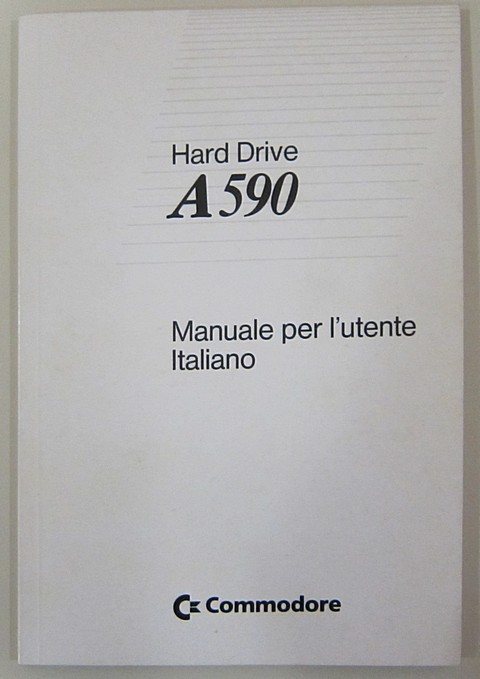 Hard Drive
A590
Manuale per l'utente
Italiano
Commodore